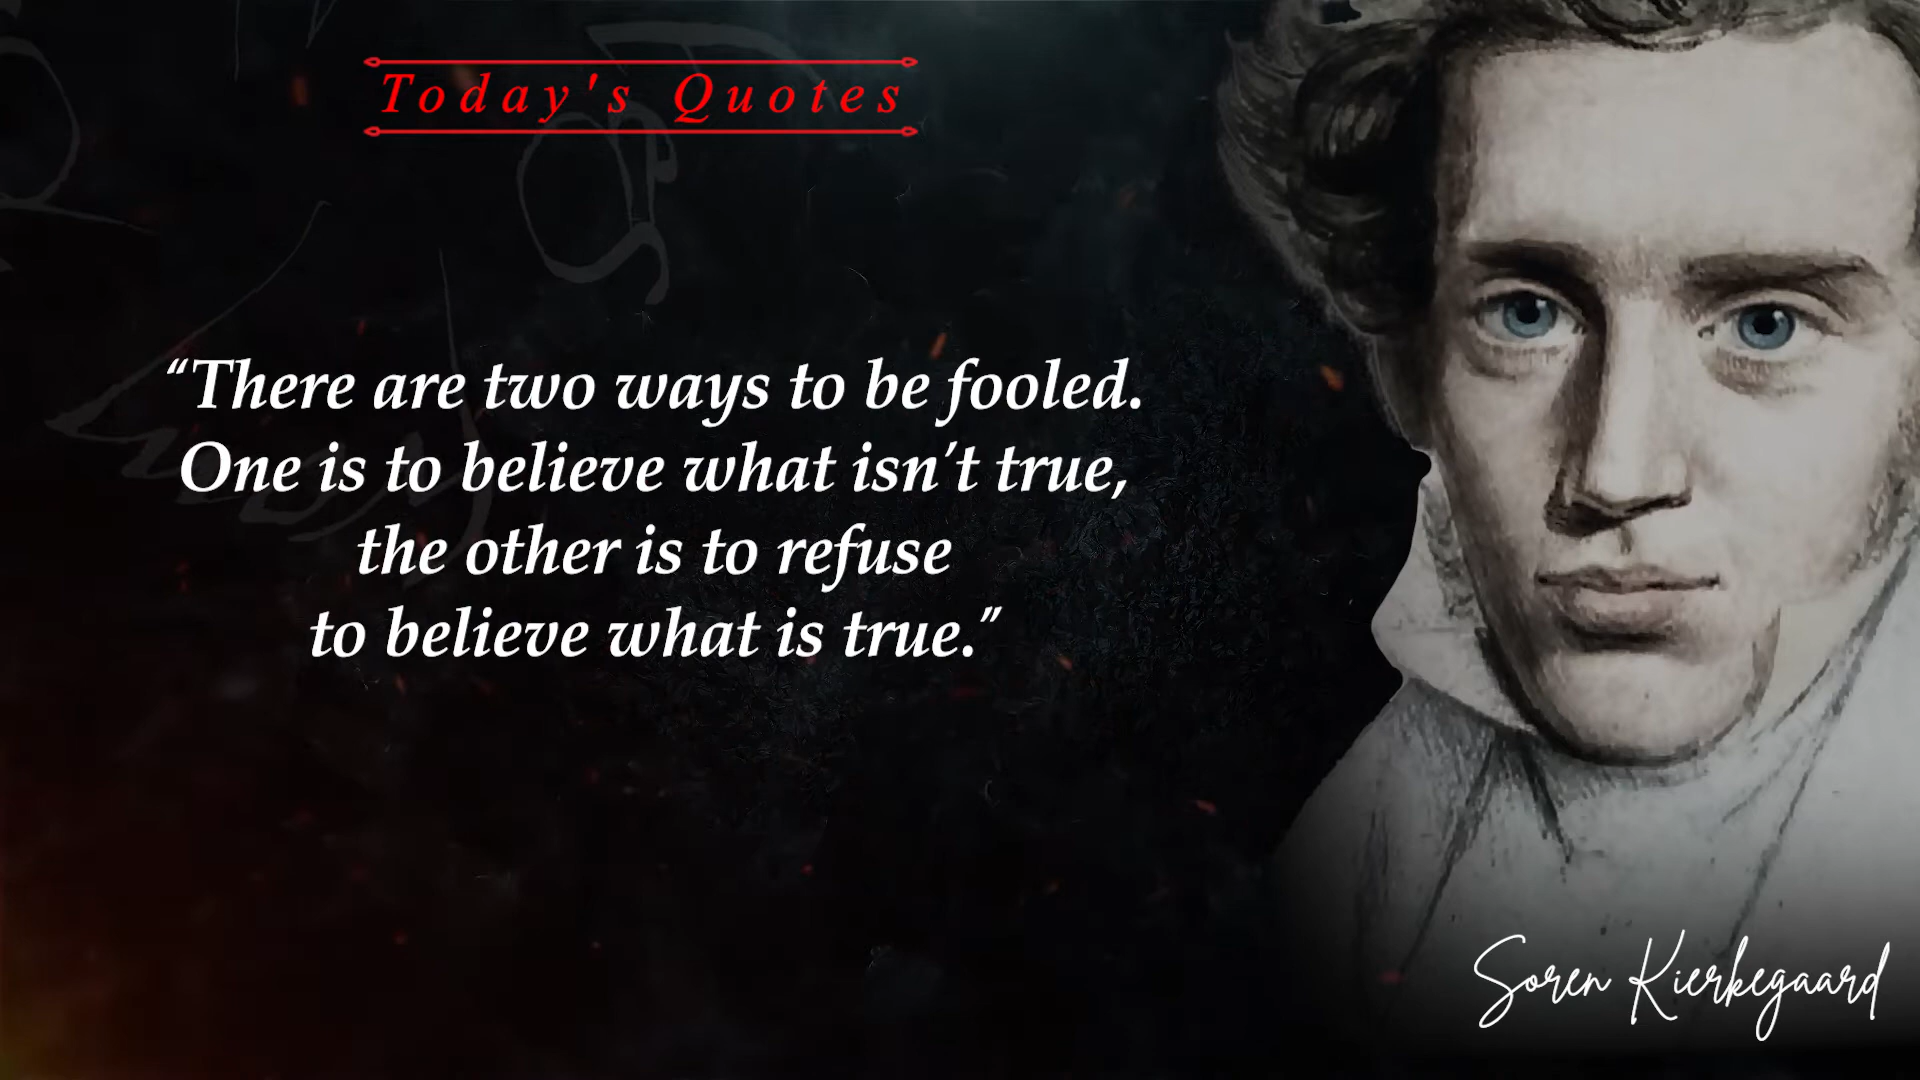 Today's Quotes
“There are two ways to be fooled.
One is to believe what isn't true,
the other is to refuse
to believe what is true.”
Soren Kierkegaard